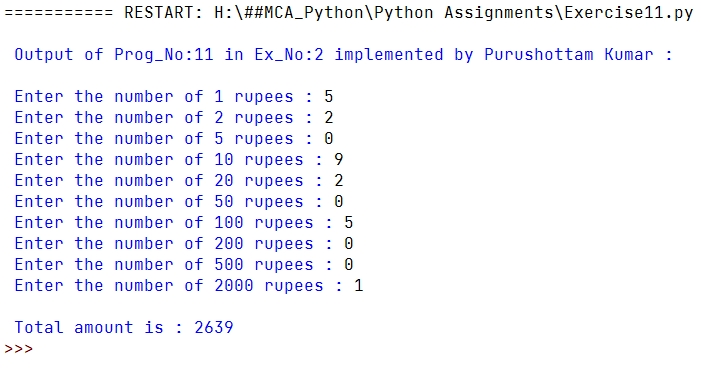 =========== RESTART: H:\##MCA_Python\Python Assignments\Exercise11.py
Output of Prog_No:11 in Ex_No:2 implemented by Purushottam Kumar :
Enter the number of 1 rupees : 5
Enter the number of 2 rupees : 2
Enter the number of 5 rupees : 0
Enter the number of 10 rupees : 9
Enter the number of 20 rupees : 2
Enter the number of 50 rupees : 0
Enter the number of 100 rupees : 5
Enter the number of 200 rupees : 0
Enter the number of 500 rupees : 0
Enter the number of 2000 rupees : 1
Total amount is : 2639
>>>